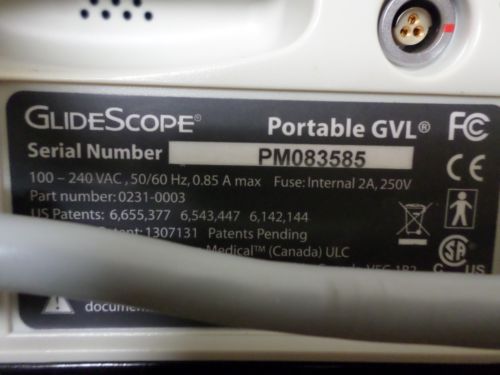 GLIDESCOPE® Portable GVL® FC
Serial Number PM083585
100 – 240 VAC, 50/60 Hz, 0.85 A max Fuse: Internal 2A, 250V
Part number: 0231-0003
US Patents: 6,655,377 6,543,447 6,142,144
1307131 Patents Pending
Medical™ (Canada) ULC
C US